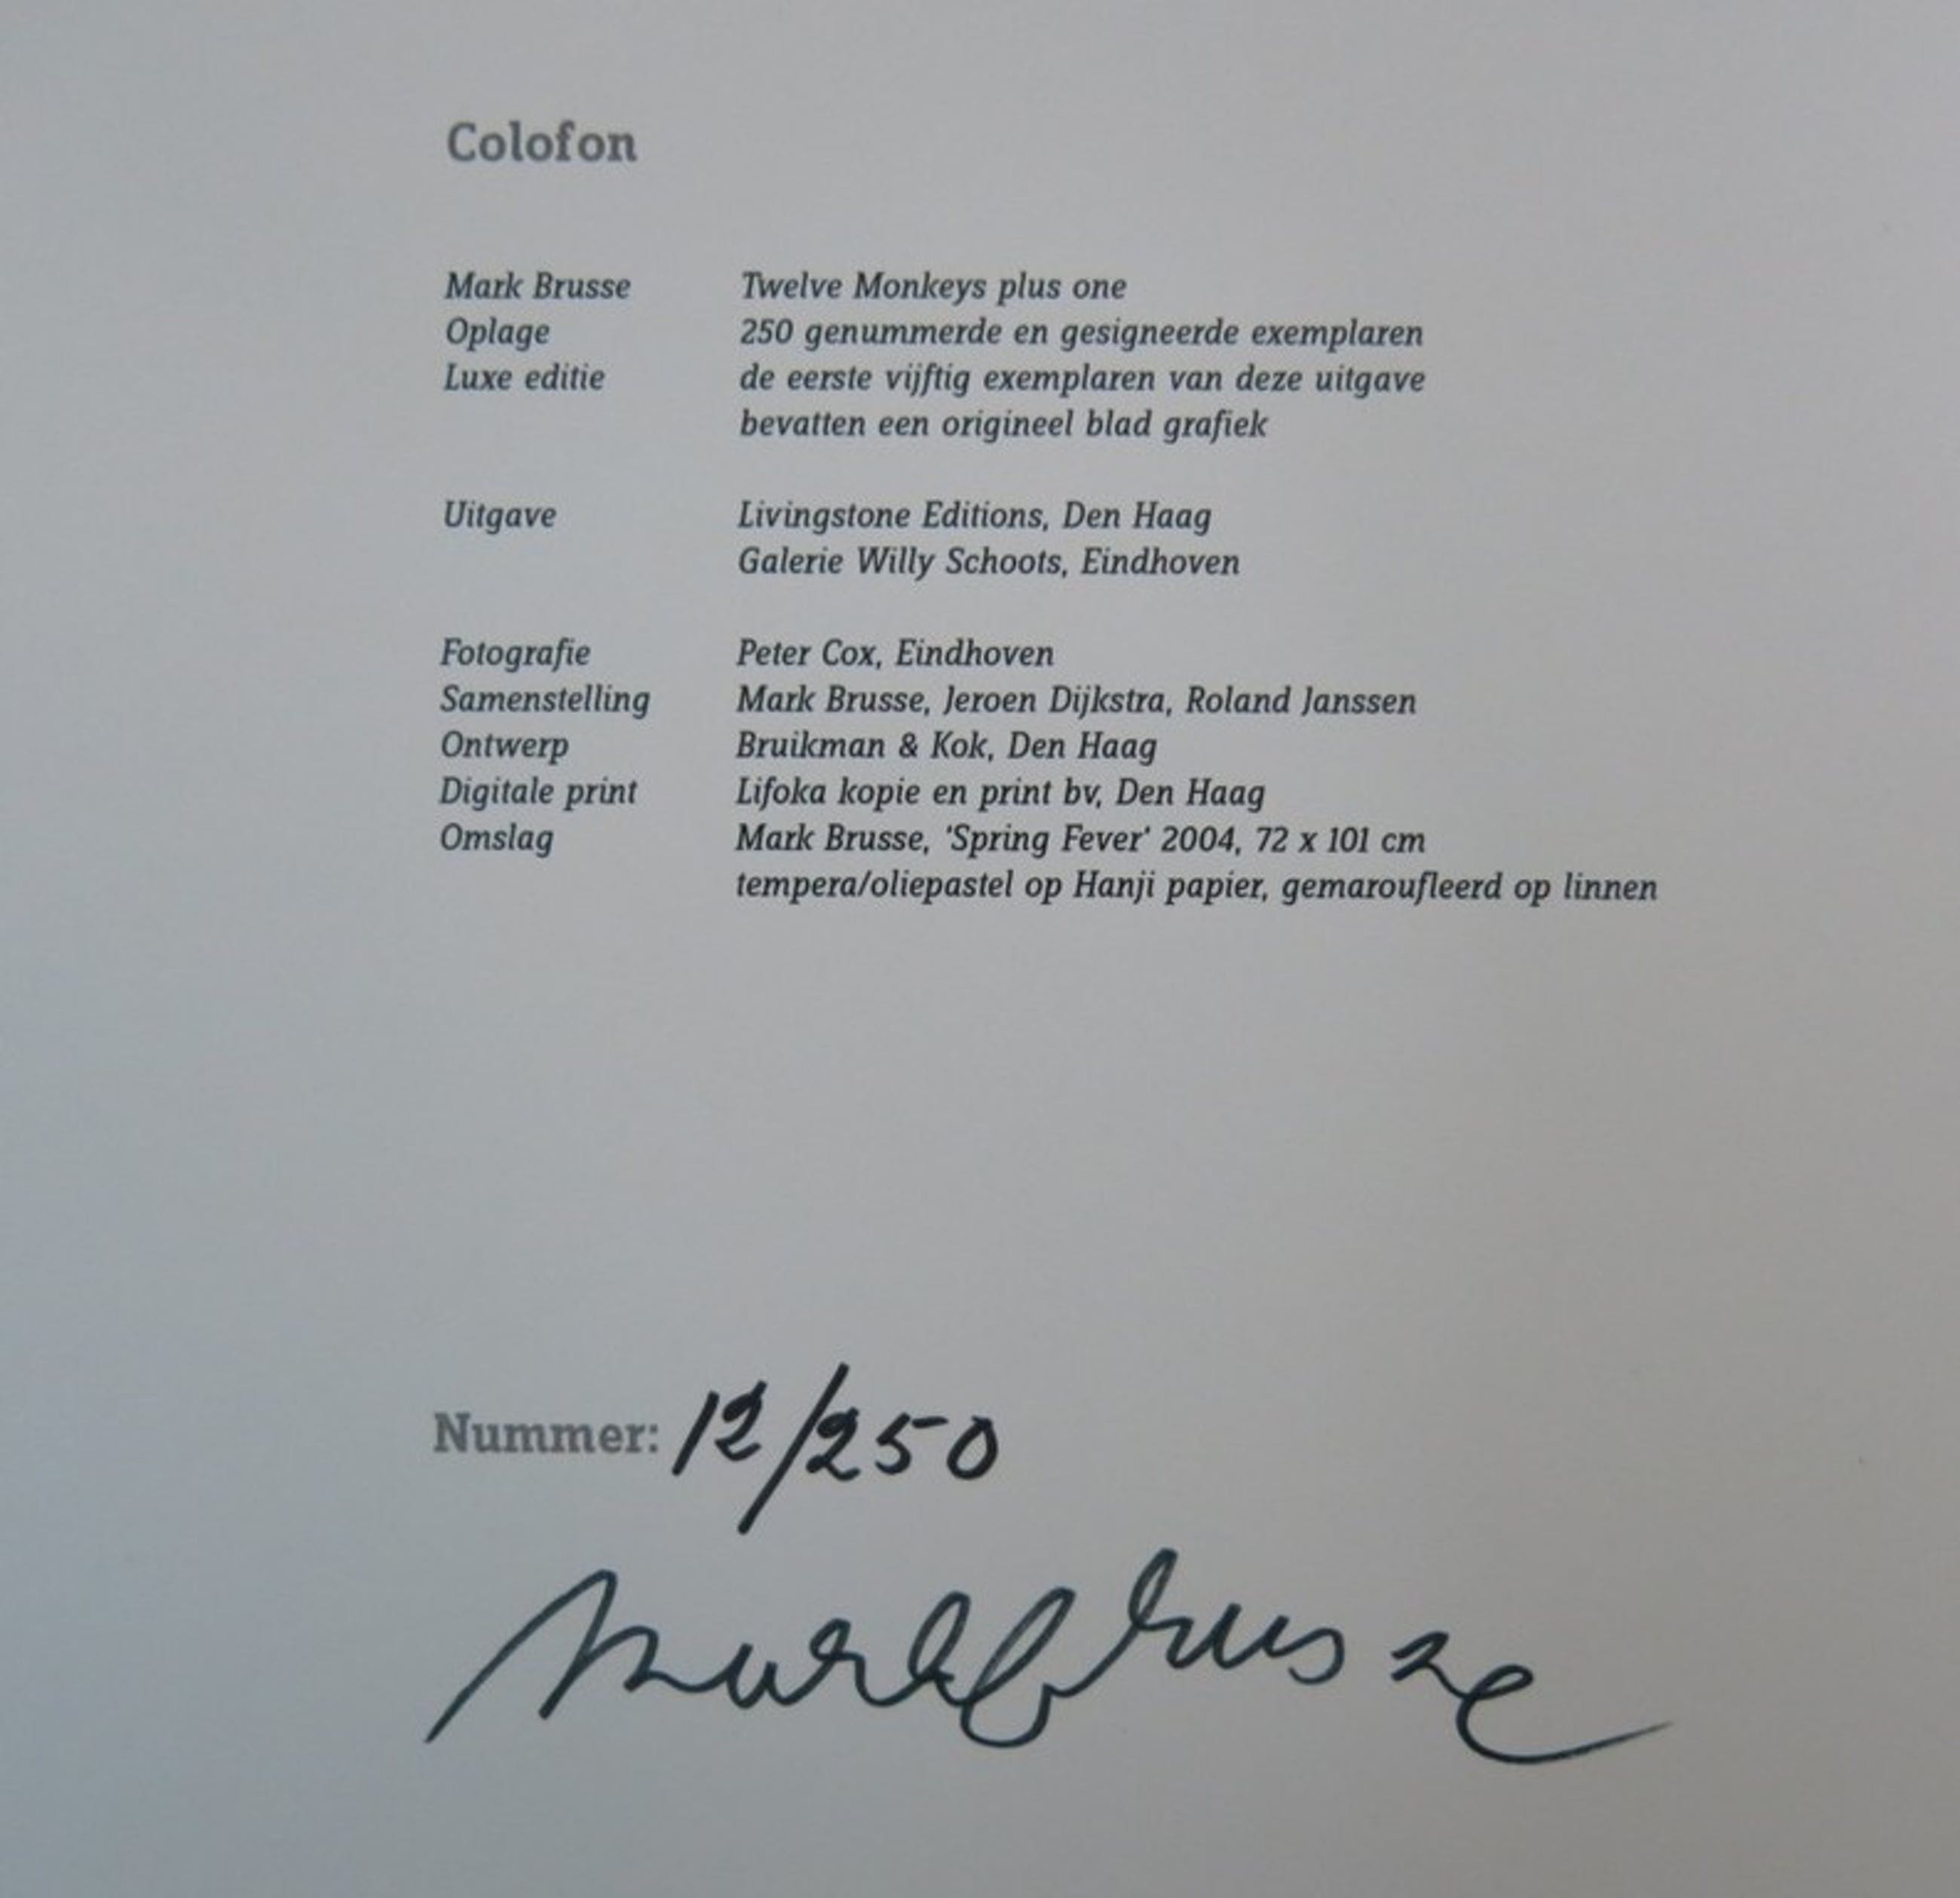 Colofon
Mark Brusse Twelve Monkeys plus one
Oplage 250 genummerde en gesigneerde exemplaren
Luxe editie de eerste vijftig exemplaren van deze uitgave
bevatten een origineel blad grafiek
Uitgave Livingstone Editions, Den Haag
Galerie Willy Schoots, Eindhoven
Fotografie Peter Cox, Eindhoven
Samenstelling Mark Brusse, Jeroen Dijkstra, Roland Janssen
Ontwerp Bruikman & Kok, Den Haag
Digitale print Lifoka kopie en print bv, Den Haag
Omslag Mark Brusse, 'Spring Fever' 2004, 72 x 101 cm
tempera/oliepastel op Hanji papier, gemaroufleerd op linnen
Nummer: 12/250
Mark Brusse